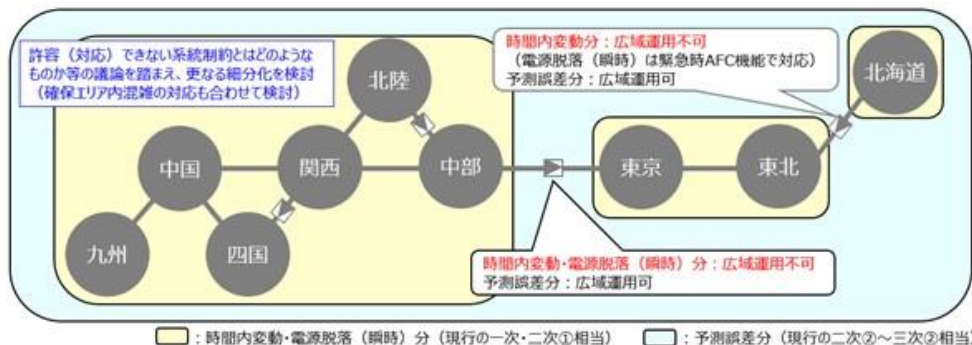 許容（対応）できない系統制約とはどのような
ものか等の議論を踏まえ、更なる細分化を検討
（確保エリア内混雑の対応も合わせて検討）
時間内変動分：広域運用不可
（電源脱落（瞬時）は緊急時AFC機能で対応）
予測誤差分：広域運用可
北海道
北陸
中国
関西
中部
東京
東北
九州
四国
時間内変動・電源脱落（瞬時）分：広域運用不可
予測誤差分：広域運用可
：時間内変動・電源脱落（瞬時）分（現行の一次・二次①相当）
：予測誤差分（現行の二次②～三次②相当）